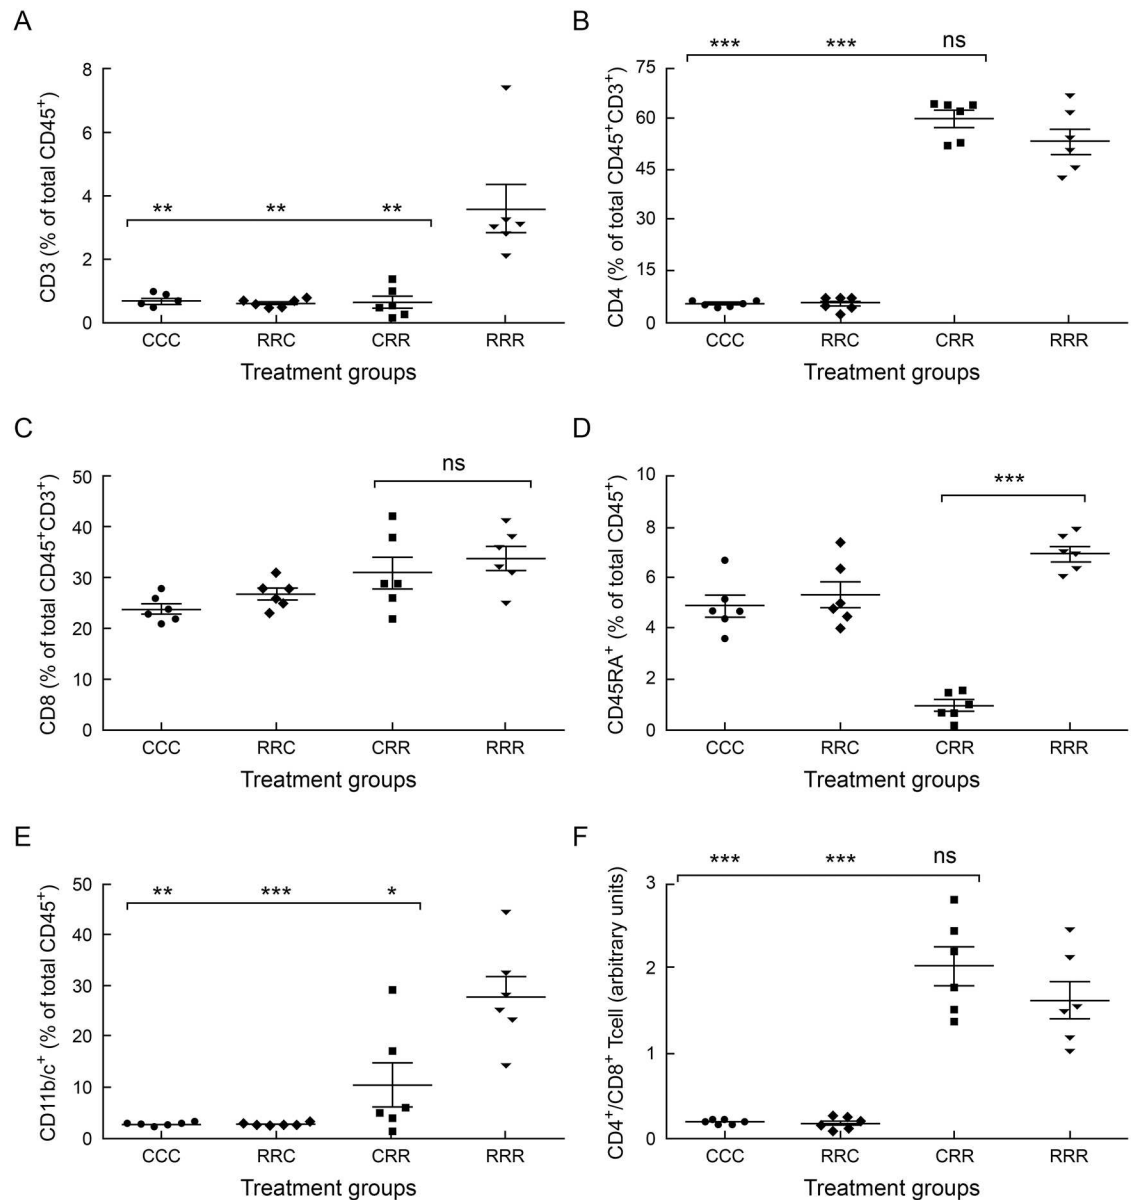 A
CD3 (% of total CD45⁺)
8
6
4
2
0
** ** **
CCC RRC CRR RRR
Treatment groups
B
CD4 (% of total CD45⁺CD3⁺)
75
60
45
30
15
0
*** *** ns
CCC RRC CRR RRR
Treatment groups
C
CD8 (% of total CD45⁺CD3⁺)
50
40
30
20
10
0
ns
CCC RRC CRR RRR
Treatment groups
D
CD45RA⁺ (% of total CD45⁺)
10
8
6
4
2
0
***
CCC RRC CRR RRR
Treatment groups
E
CD11b/c⁺ (% of total CD45⁺)
50
40
30
20
10
0
** *** *
CCC RRC CRR RRR
Treatment groups
F
CD4⁺/CD8⁺ Tcell (arbitrary units)
3
2
1
0
*** *** ns
CCC RRC CRR RRR
Treatment groups